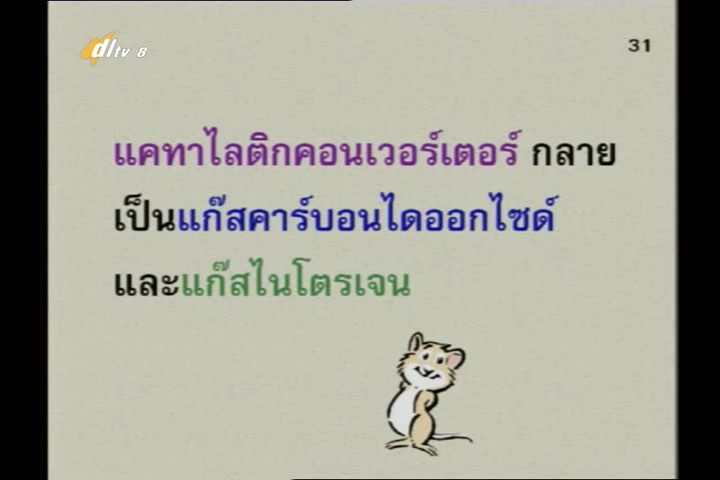 dltv 8
31
แคทาไลติกคอนเวอร์เตอร์ กลาย
เป็นแก๊สคาร์บอนไดออกไซด์
และแก๊สไนโตรเจน